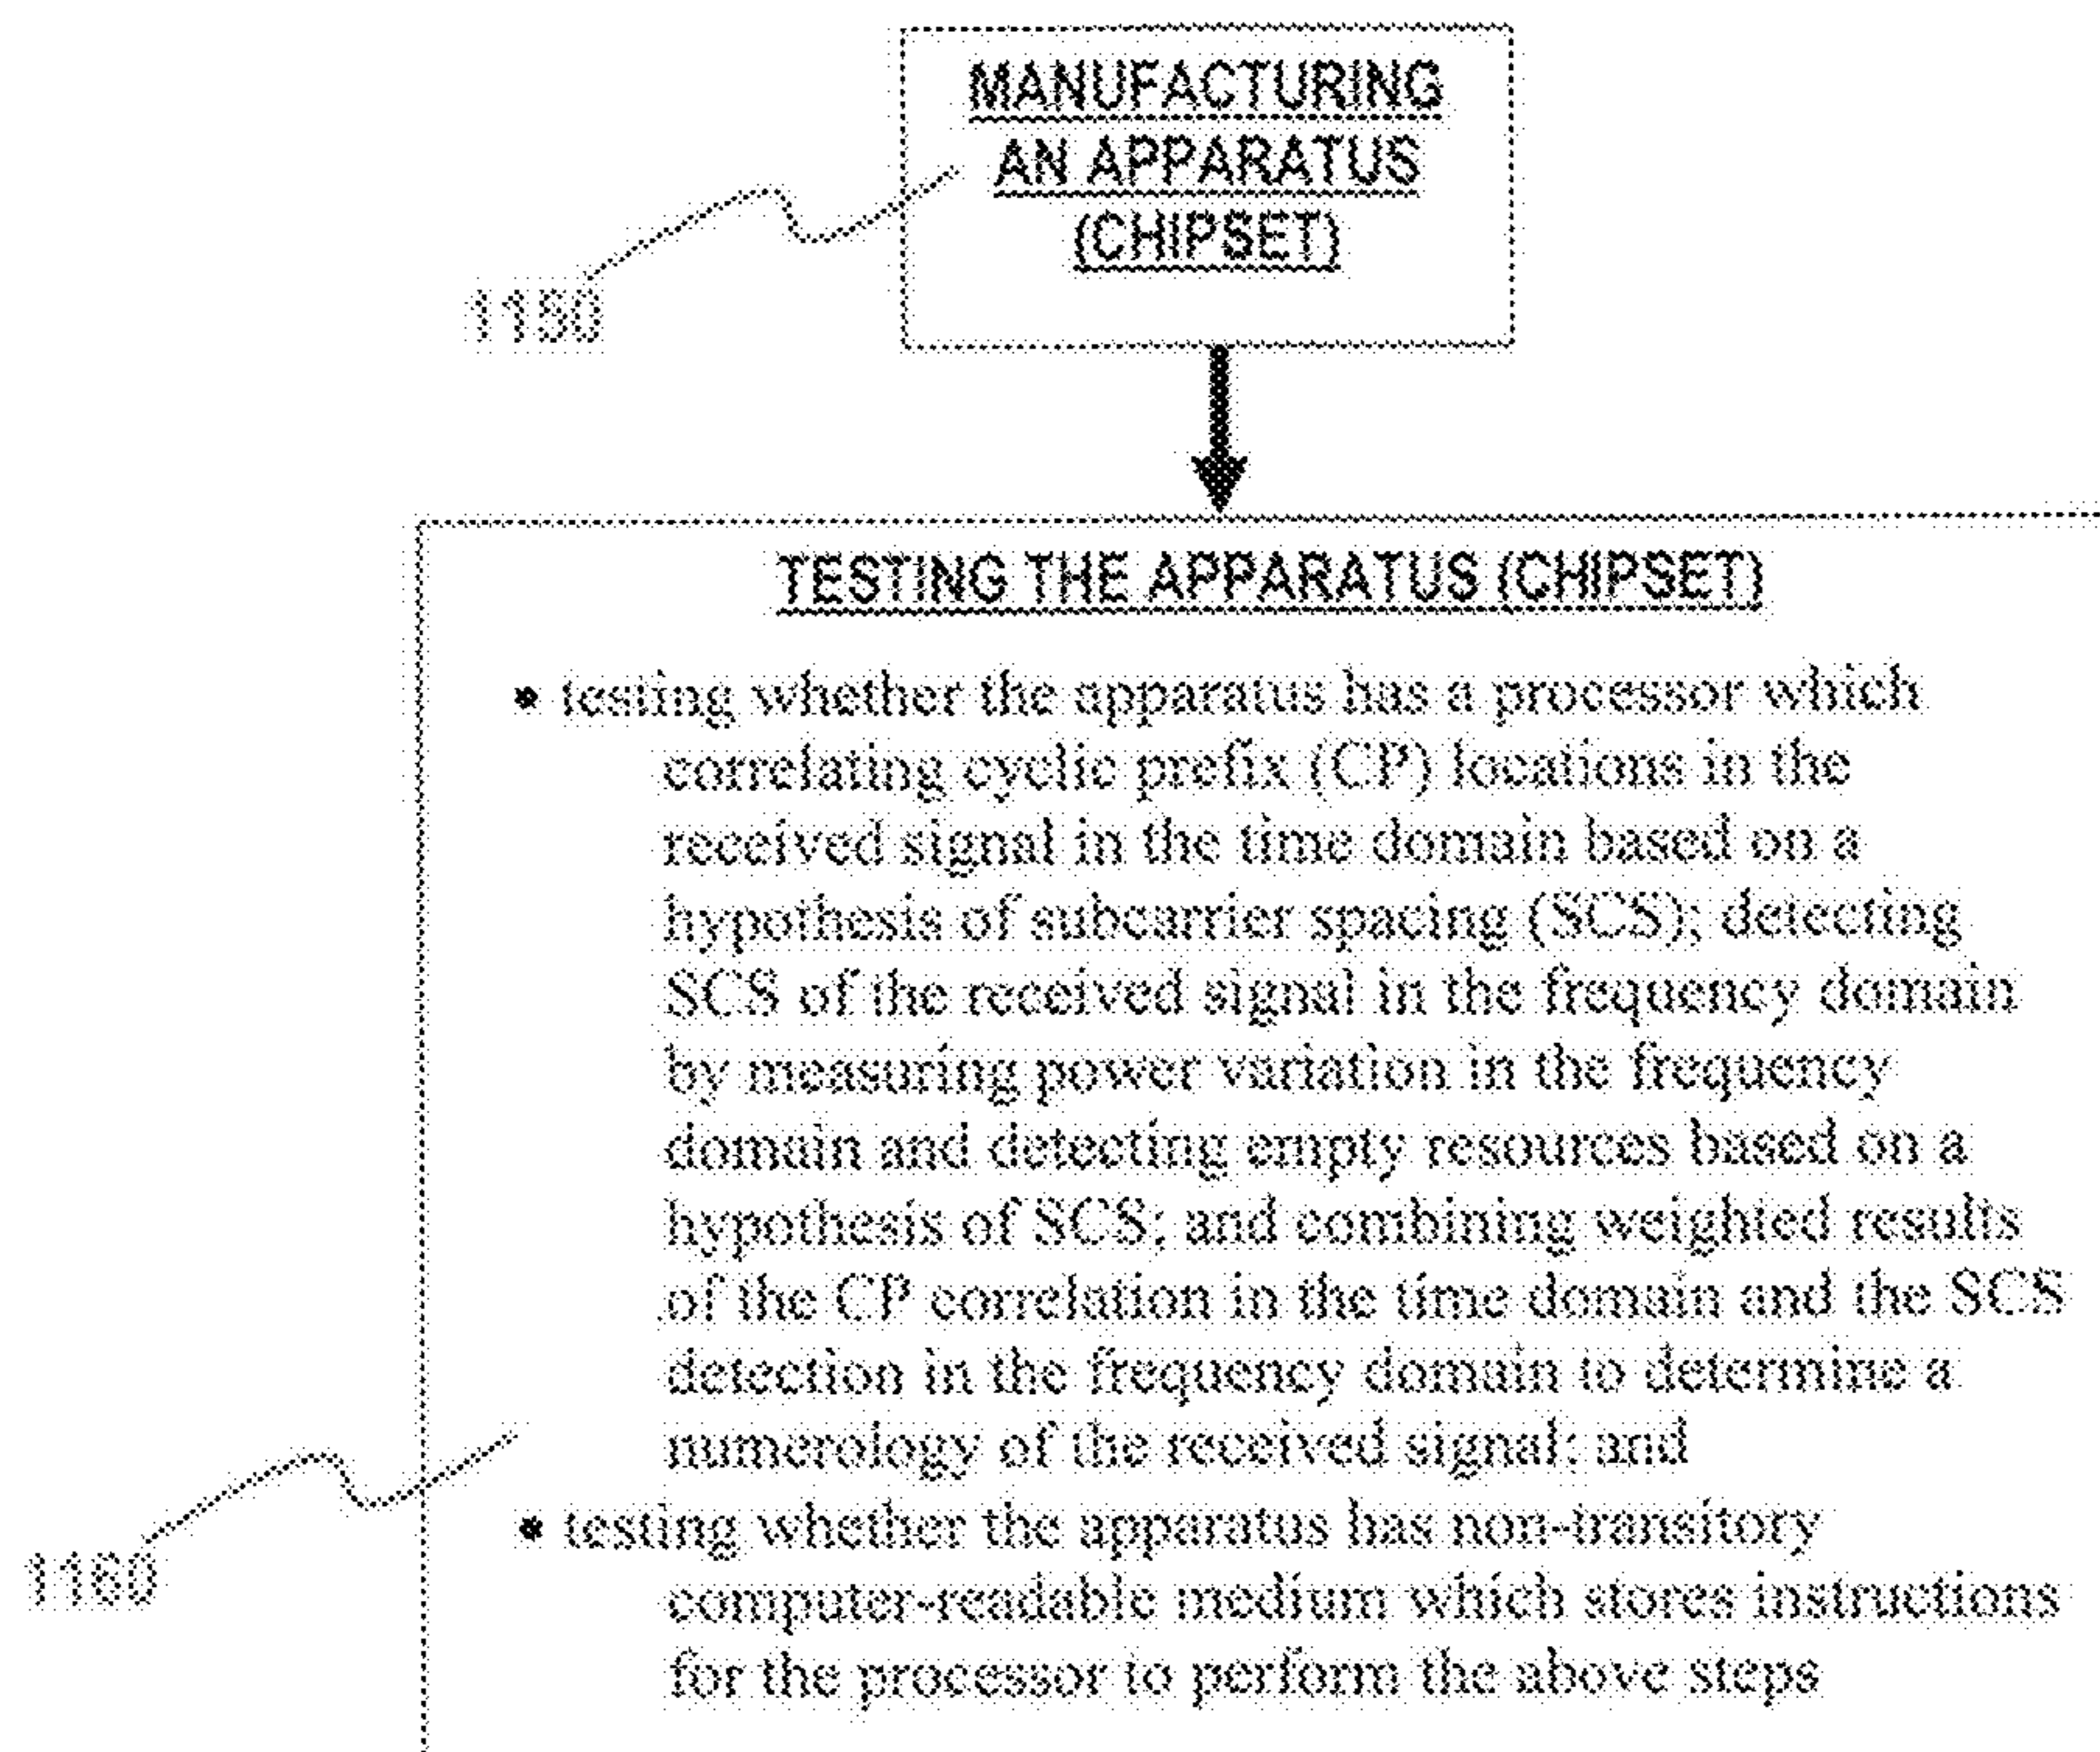 MANUFACTURING
AN APPARATUS
(CHIPSET)
1150
TESTING THE APPARATUS (CHIPSET)
• testing whether the apparatus has a processor which
correlating cyclic prefix (CP) locations in the
received signal in the time domain based on a
hypothesis of subcarrier spacing (SCS); detecting
SCS of the received signal in the frequency domain
by measuring power variation in the frequency
domain and detecting empty resources based on a
hypothesis of SCS; and combining weighted results
of the CP correlation in the time domain and the SCS
detection in the frequency domain to determine a
numerology of the received signal; and
• testing whether the apparatus has non-transitory
computer-readable medium which stores instructions
for the processor to perform the above steps
1160